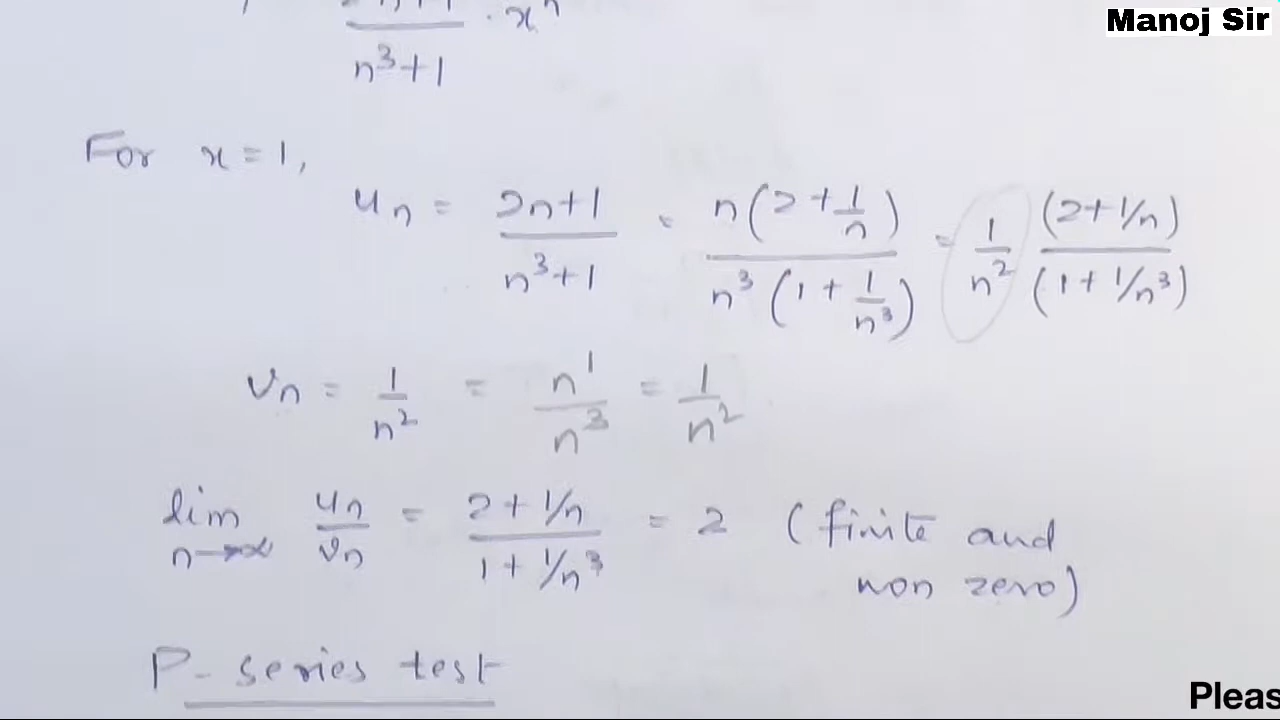 Manoj Sir
n³+1 · xⁿ
For x=1,
un = 2n+1 / n³+1 = n(2+1/n) / n³(1+1/n³) = 1/n² (2+1/n) / (1+1/n³)
vn = 1/n² = n¹/n³ = 1/n²
lim n→∞ un/vn = 2+1/n / 1+1/n³ = 2 (finite and
non zero)
P-series test
Pleas